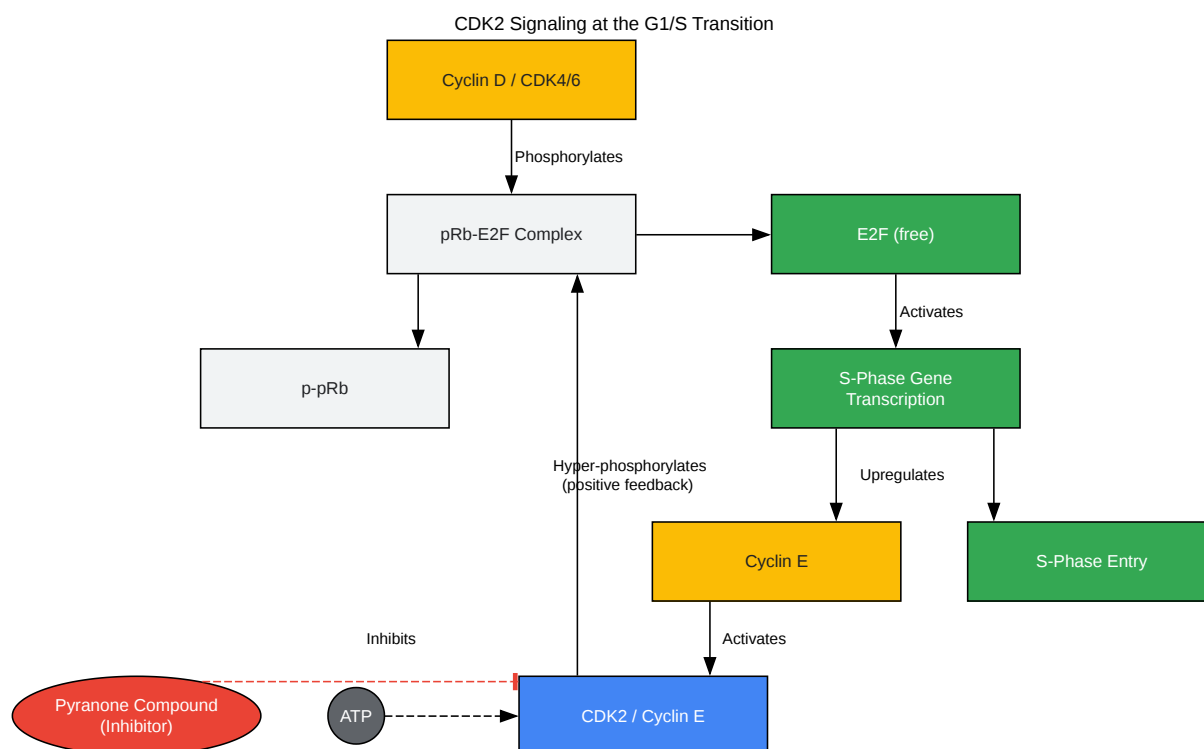 CDK2 Signaling at the G1/S Transition
Cyclin D / CDK4/6
Phosphorylates
pRb-E2F Complex
E2F (free)
Activates
p-pRb
S-Phase Gene
Transcription
Hyper-phosphorylates
(positive feedback)
Upregulates
Cyclin E
S-Phase Entry
Inhibits
Activates
Pyranone Compound
(Inhibitor)
ATP
CDK2 / Cyclin E